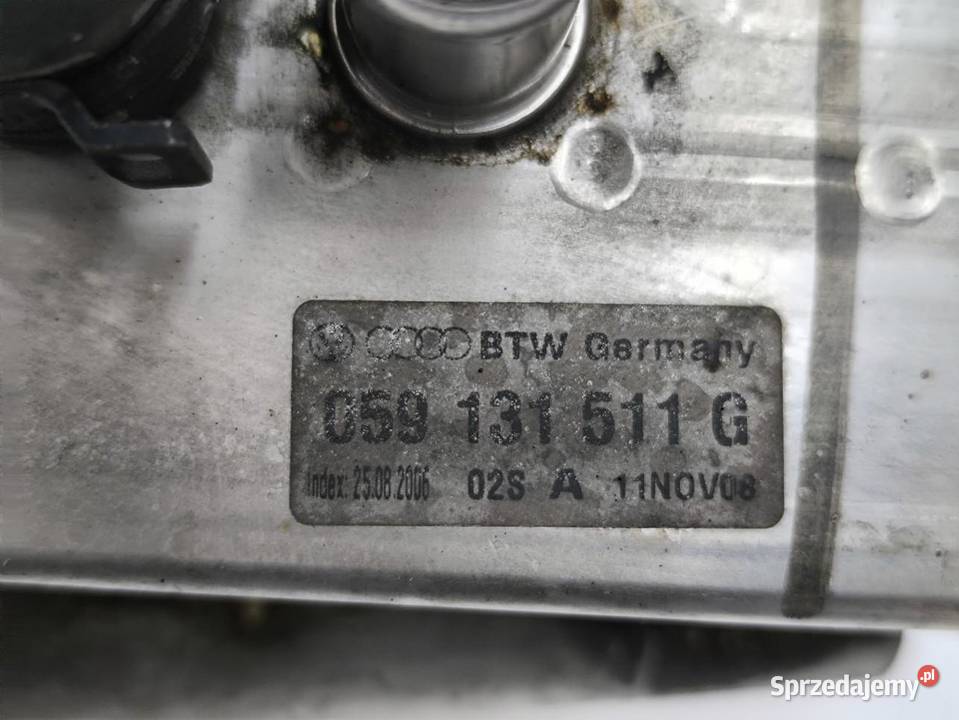 BTW Germany
059 131 511 G
Index: 25.08.2006 02S A 11NOV08
Sprzedajemy.pl